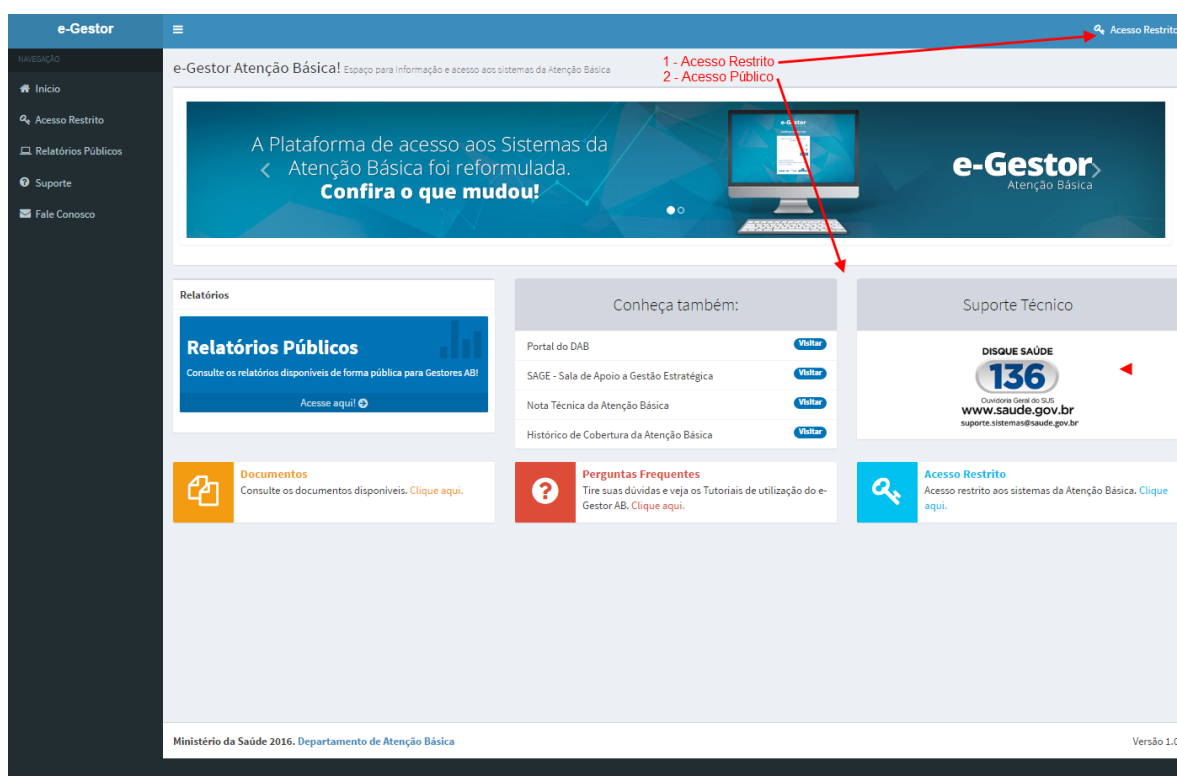 e-Gestor
Acesso Restrito
NAVEGAÇÃO
Início
Acesso Restrito
Relatórios Públicos
Suporte
Fale Conosco
e-Gestor Atenção Básica! Espaço para informação e acesso aos sistemas da Atenção Básica
1 - Acesso Restrito
2 - Acesso Público
A Plataforma de acesso aos Sistemas da
Atenção Básica foi reformulada.
Confira o que mudou!
e-Gestor
e-Gestor
Atenção Básica
Relatórios
Relatórios Públicos
Consulte os relatórios disponíveis de forma pública para Gestores AB!
Acesse aqui!
Conheça também:
Portal do DAB Visitar
SAGE - Sala de Apoio a Gestão Estratégica Visitar
Nota Técnica da Atenção Básica Visitar
Histórico de Cobertura da Atenção Básica Visitar
Suporte Técnico
DISQUE SAÚDE
136
Ouvidoria Geral do SUS
www.saude.gov.br
suporte.sistemas@saude.gov.br
Documentos
Consulte os documentos disponíveis. Clique aqui.
Perguntas Frequentes
Tire suas dúvidas e veja os Tutoriais de utilização do e-
Gestor AB. Clique aqui.
Acesso Restrito
Acesso restrito aos sistemas da Atenção Básica. Clique
aqui.
Ministério da Saúde 2016. Departamento de Atenção Básica
Versão 1.0